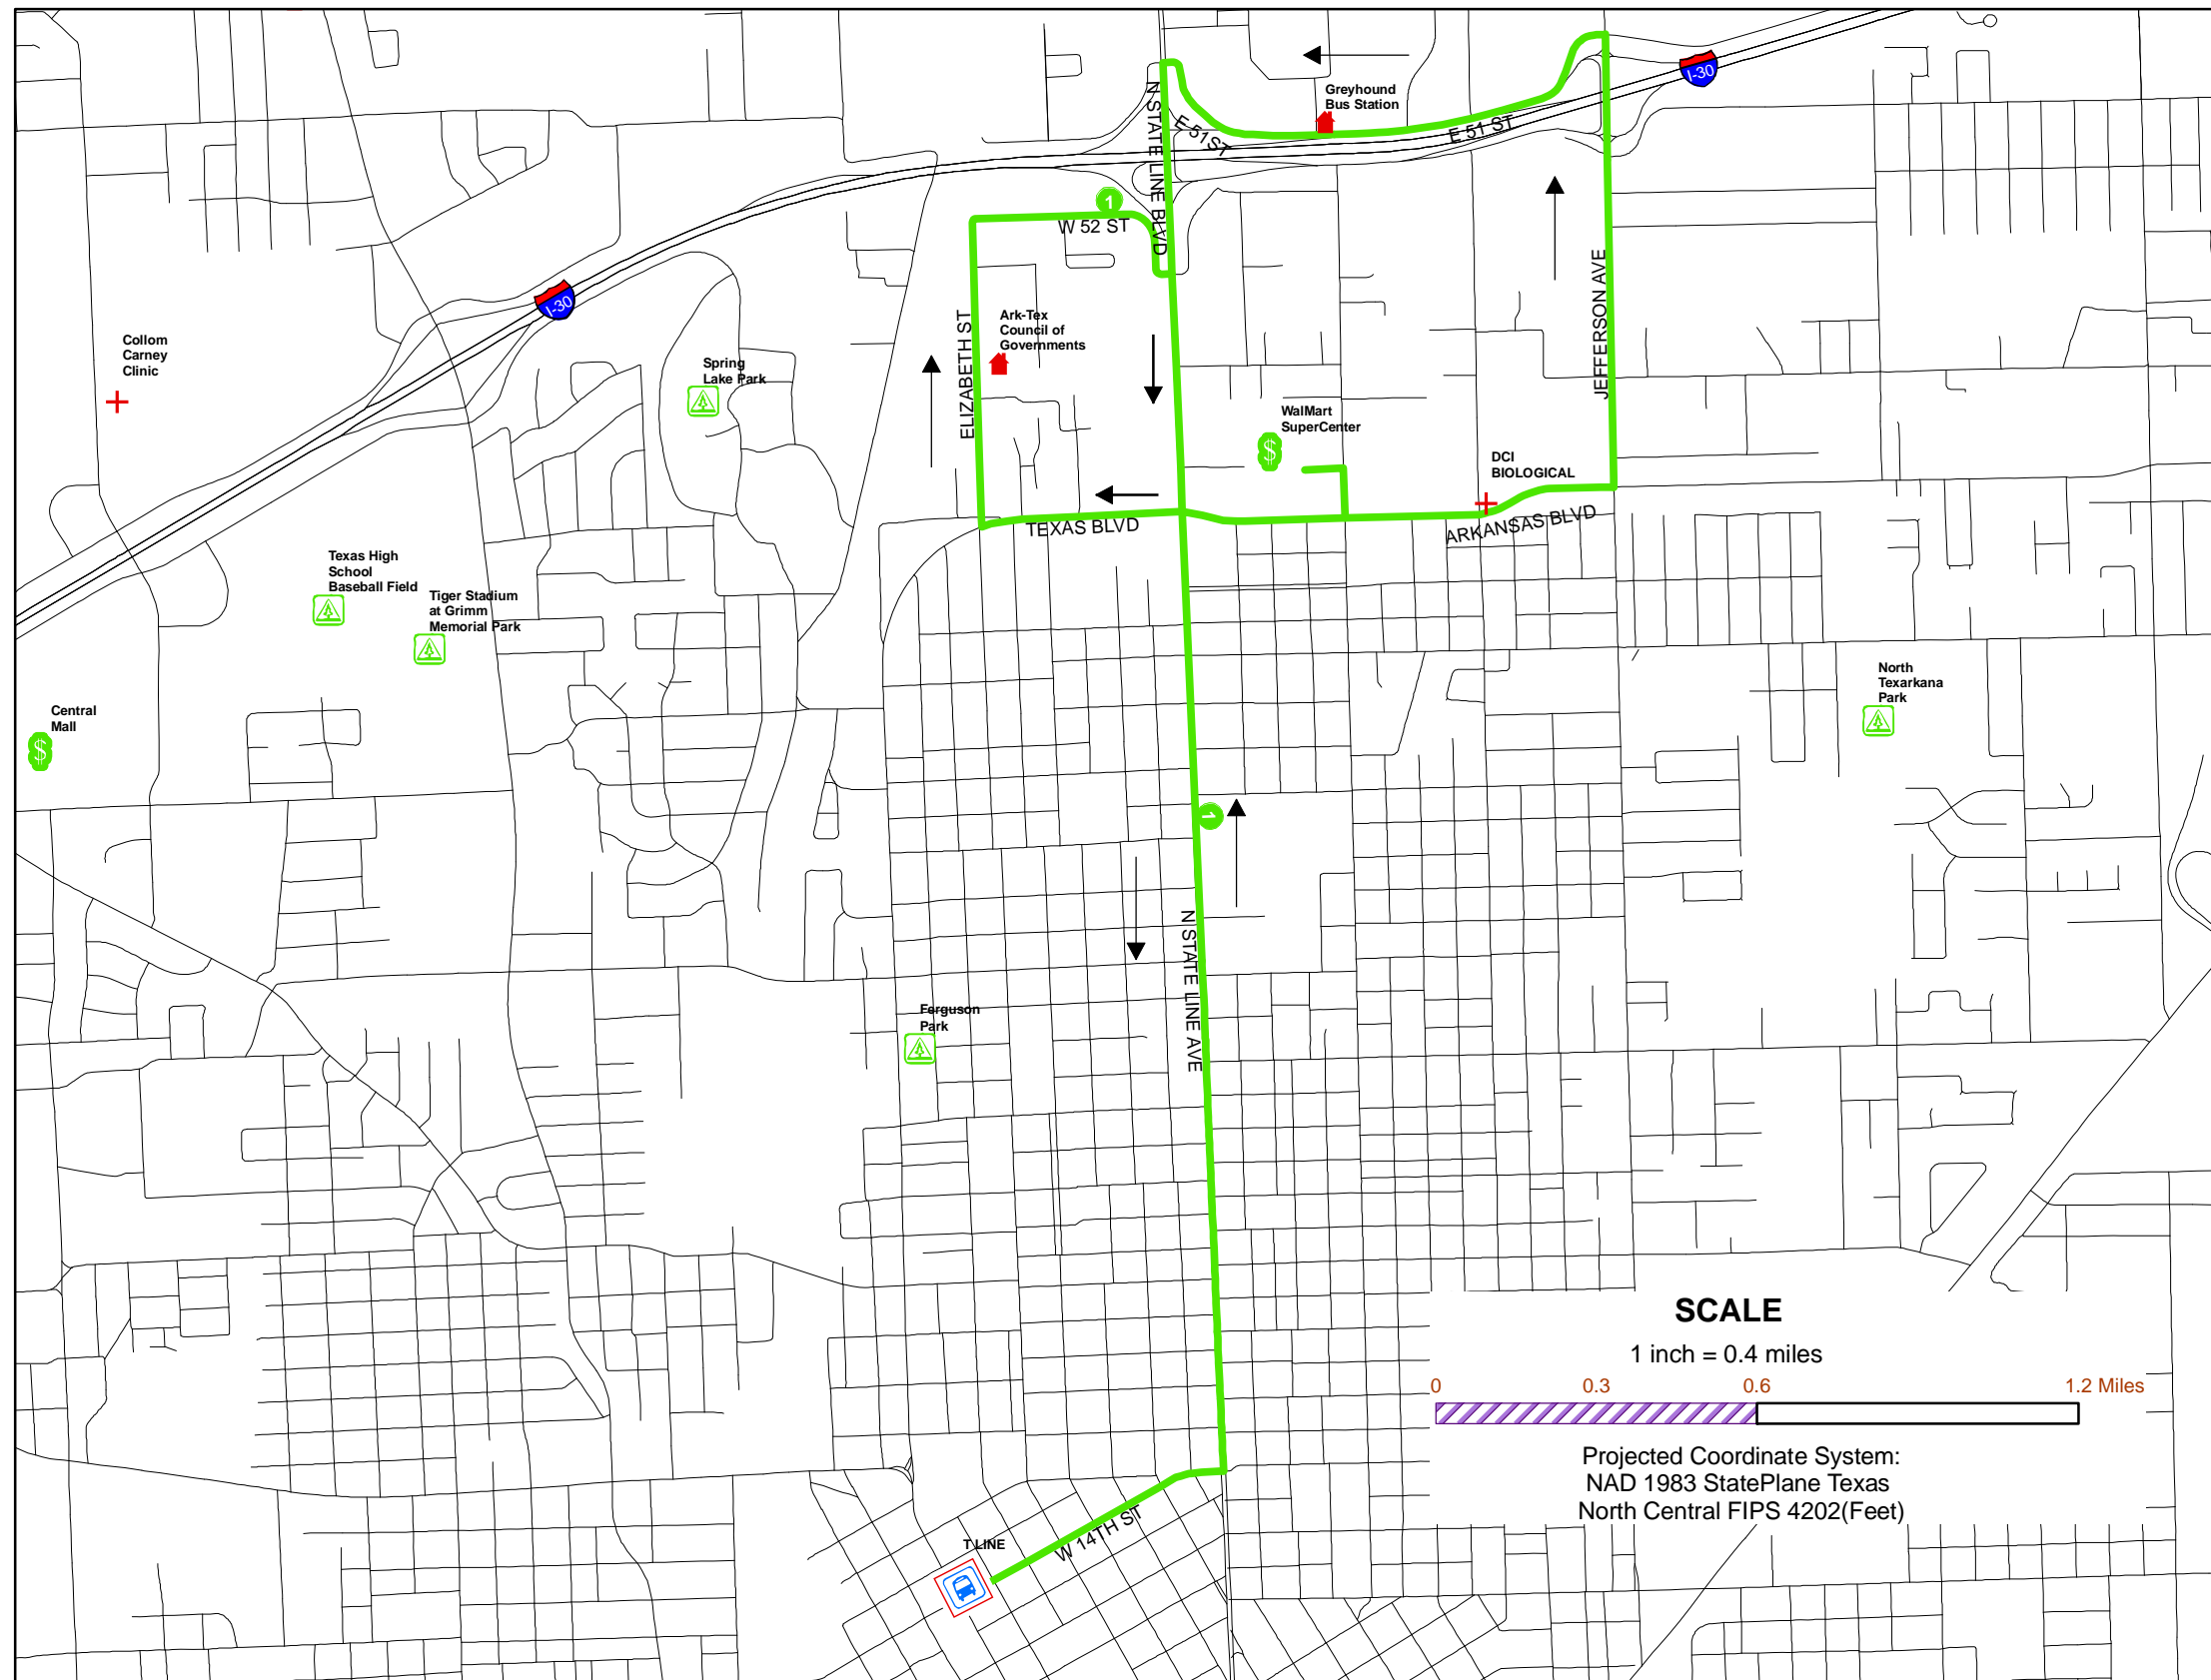 I-30
Greyhound
Bus Station
N STATE LINE BLVD
E 51ST
E 51 ST
1
W 52 ST
I-30
JEFFERSON AVE
Ark-Tex
Council of
Governments
ELIZABETH ST
Collom
Carney
Clinic
Spring
Lake Park
WalMart
SuperCenter
$
DCI
BIOLOGICAL
TEXAS BLVD
ARKANSAS BLVD
Texas High
School
Baseball Field
Tiger Stadium
at Grimm
Memorial Park
North
Texarkana
Park
Central
Mall
$
1
N STATE LINE AVE
Ferguson
Park
SCALE
1 inch = 0.4 miles
0 0.3 0.6 1.2 Miles
Projected Coordinate System:
NAD 1983 StatePlane Texas
North Central FIPS 4202(Feet)
W 14TH ST
T LINE